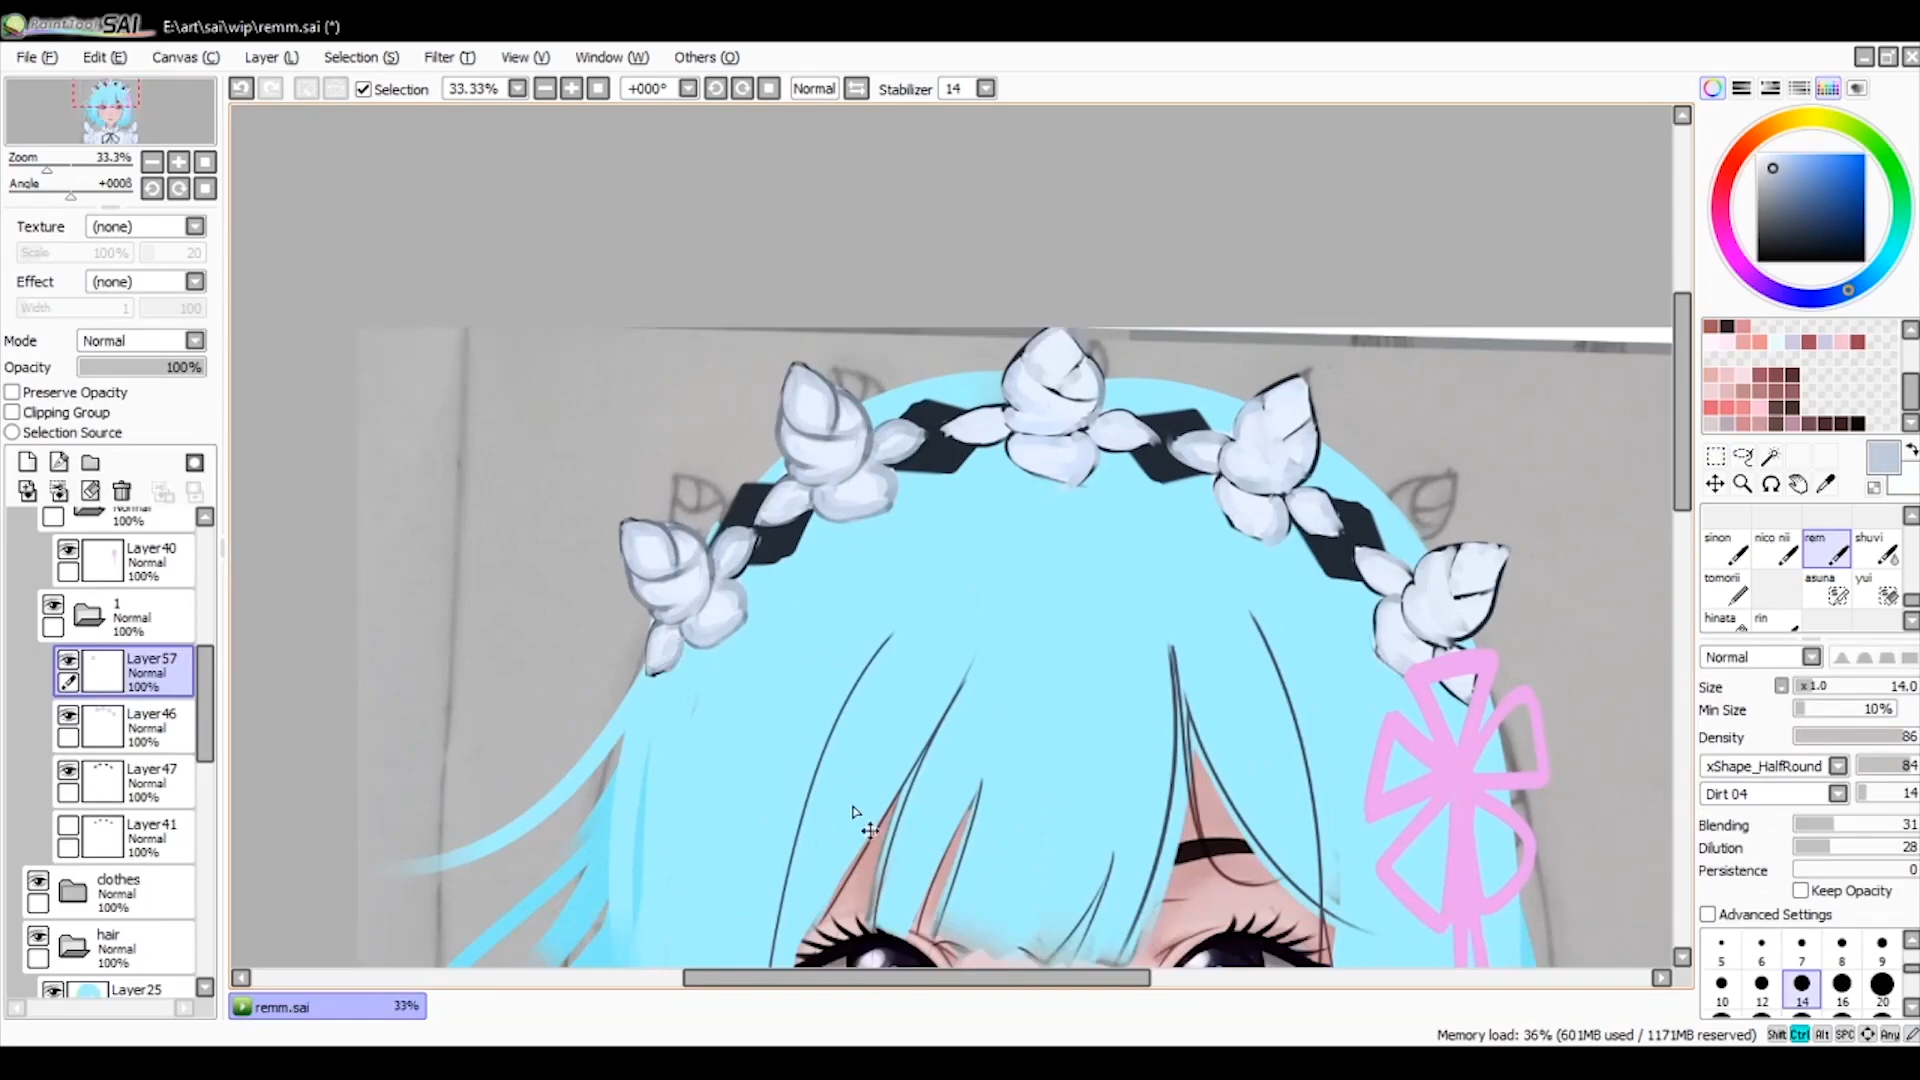 PaintTool SAI E:\art\sai\wip\remm.sai (*)
File (F) Edit (E) Canvas (C) Layer (L) Selection (S) Filter (T) View (V) Window (W) Others (O)
Selection 33.33% +000° Normal Stabilizer 14
Zoom 33.3%
Angle +000
Texture (none)
Scale 100% 20
Effect (none)
Width 1 100
Mode Normal
Opacity 100%
Preserve Opacity
Clipping Group
Selection Source
Normal
100%
Layer40
Normal
100%
1
Normal
100%
Layer57
Normal
100%
Layer46
Normal
100%
Layer47
Normal
100%
Layer41
Normal
100%
clothes
Normal
100%
hair
Normal
100%
Layer25
remm.sai 33%
sinon nico nii rem shuvi
tomorii asuna yui
hinata rin
Normal
Size x1.0 14.0
Min Size 10%
Density 86
xShape_HalfRound 84
Dirt 04 14
Blending 31
Dilution 28
Persistence 0
Keep Opacity
Advanced Settings
5 6 7 8 9
10 12 14 16 20
Memory load: 36% (601MB used / 1171MB reserved) Shift Ctrl Alt SPC Any